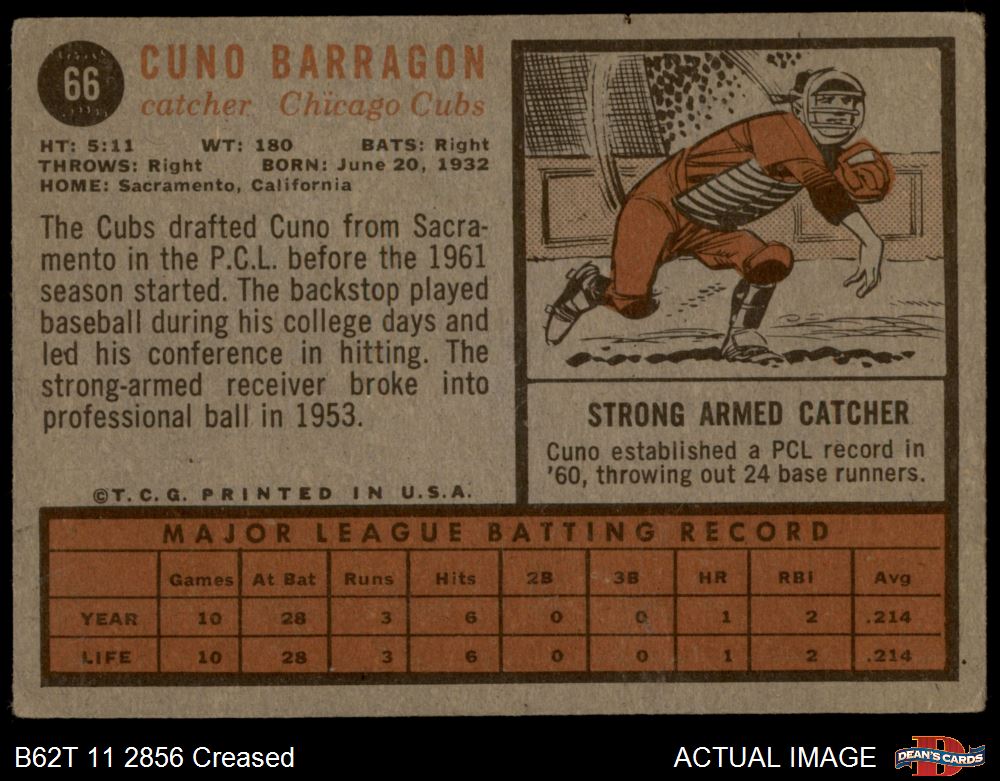 66
CUNO BARRAGON
catcher Chicago Cubs
HT: 5:11 WT: 180 BATS: Right
THROWS: Right BORN: June 20, 1932
HOME: Sacramento, California
The Cubs drafted Cuno from Sacra-
mento in the P.C.L. before the 1961
season started. The backstop played
baseball during his college days and
led his conference in hitting. The
strong-armed receiver broke into
professional ball in 1953.
©T.C.G. PRINTED IN U.S.A.
STRONG ARMED CATCHER
Cuno established a PCL record in
'60, throwing out 24 base runners.
MAJOR LEAGUE BATTING RECORD
Games At Bat Runs Hits 2B 3B HR RBI Avg
YEAR 10 28 3 6 0 0 1 2 .214
LIFE 10 28 3 6 0 0 1 2 .214
B62T 11 2856 Creased
ACTUAL IMAGE
D
DEAN'S CARDS